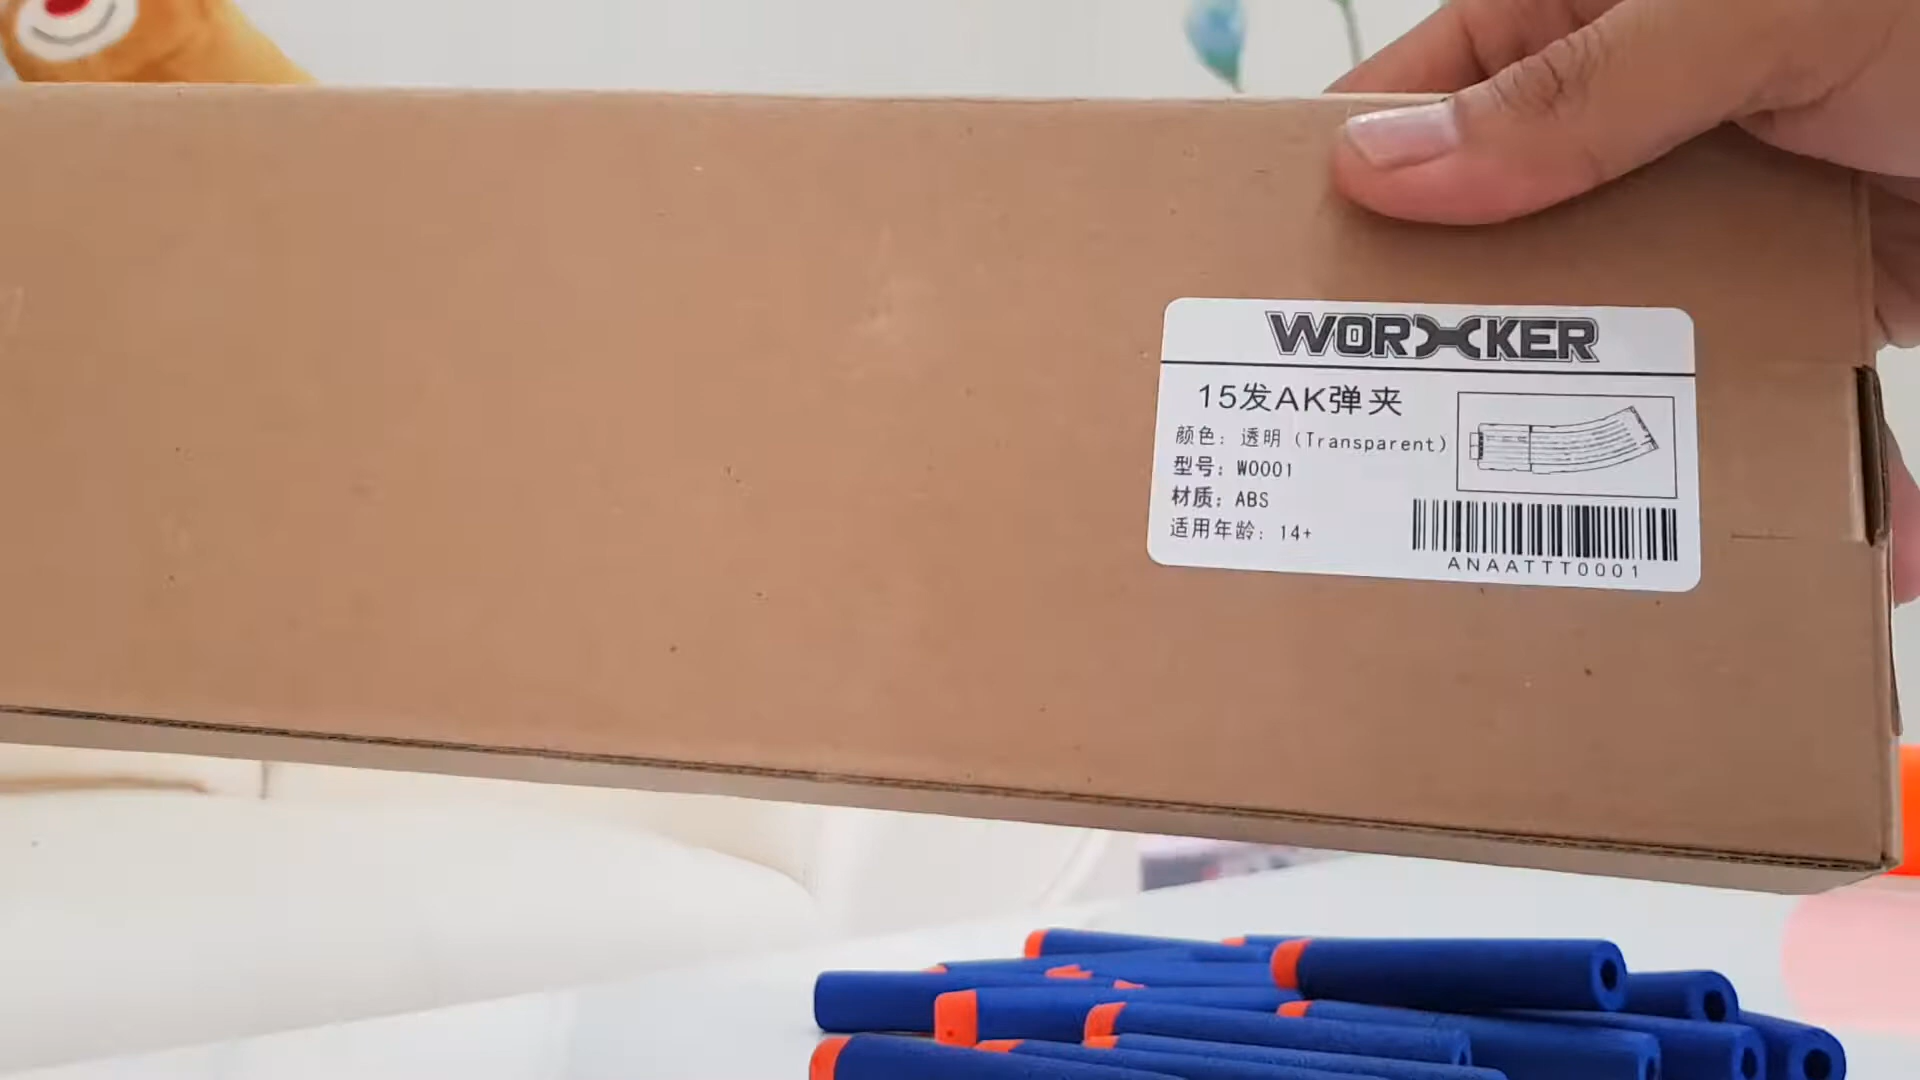 WORKER
15发AK弹夹
颜色: 透明 (Transparent)
型号: W0001
材质: ABS
适用年龄: 14+
ANAATTT0001